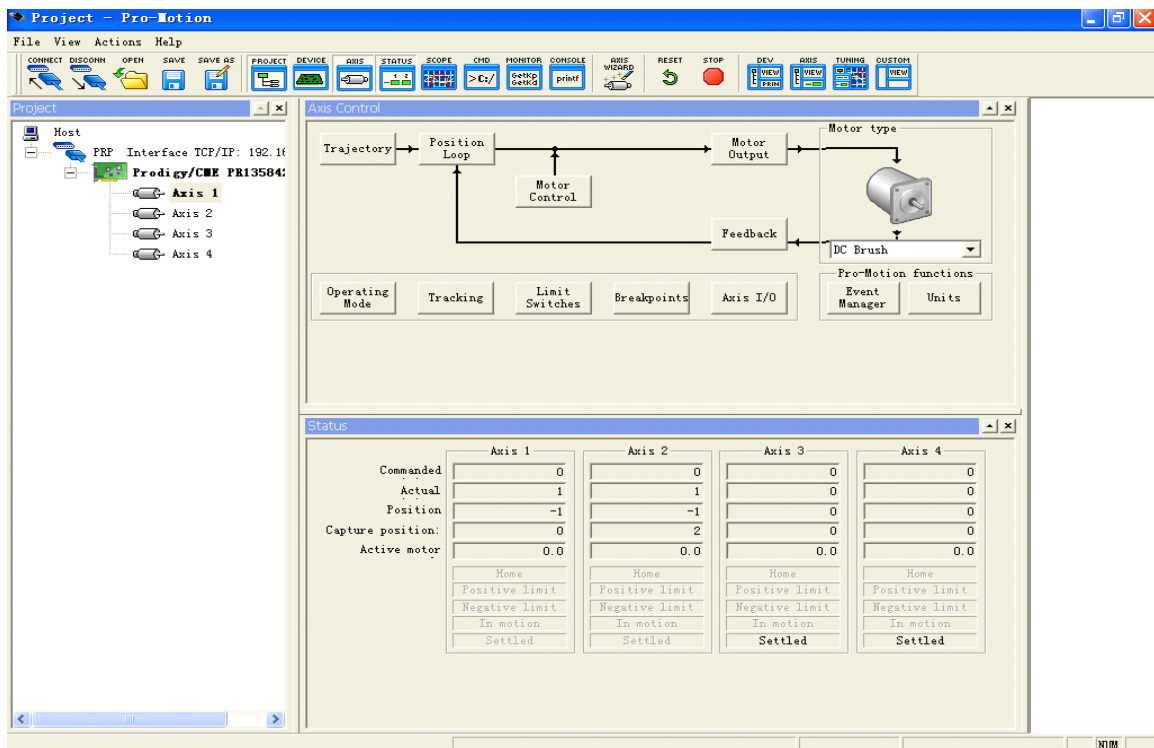 Project - Pro-Motion
File View Actions Help
CONNECT DISCONN OPEN SAVE SAVE AS PROJECT DEVICE AXIS STATUS SCOPE CMD MONITOR CONSOLE AXIS WIZARD RESET STOP DEV AXIS TUNING CUSTOM
>C:/ GetKp GetKd printf VIEW PRIN VIEW VIEW
Project
Host
PRP Interface TCP/IP: 192.16
Prodigy/CME PR135842
Axis 1
Axis 2
Axis 3
Axis 4
Axis Control
Trajectory
Position Loop
Motor Control
Motor Output
Feedback
Motor type
DC Brush
Operating Mode
Tracking
Limit Switches
Breakpoints
Axis I/O
Pro-Motion functions
Event Manager
Units
Status
Axis 1 Axis 2 Axis 3 Axis 4
Commanded 0 0 0 0
Actual 1 1 0 0
Position -1 -1 0 0
Capture position: 0 2 0 0
Active motor 0.0 0.0 0.0 0.0
Home Home Home Home
Positive limit Positive limit Positive limit Positive limit
Negative limit Negative limit Negative limit Negative limit
In motion In motion In motion In motion
Settled Settled Settled Settled
NUM